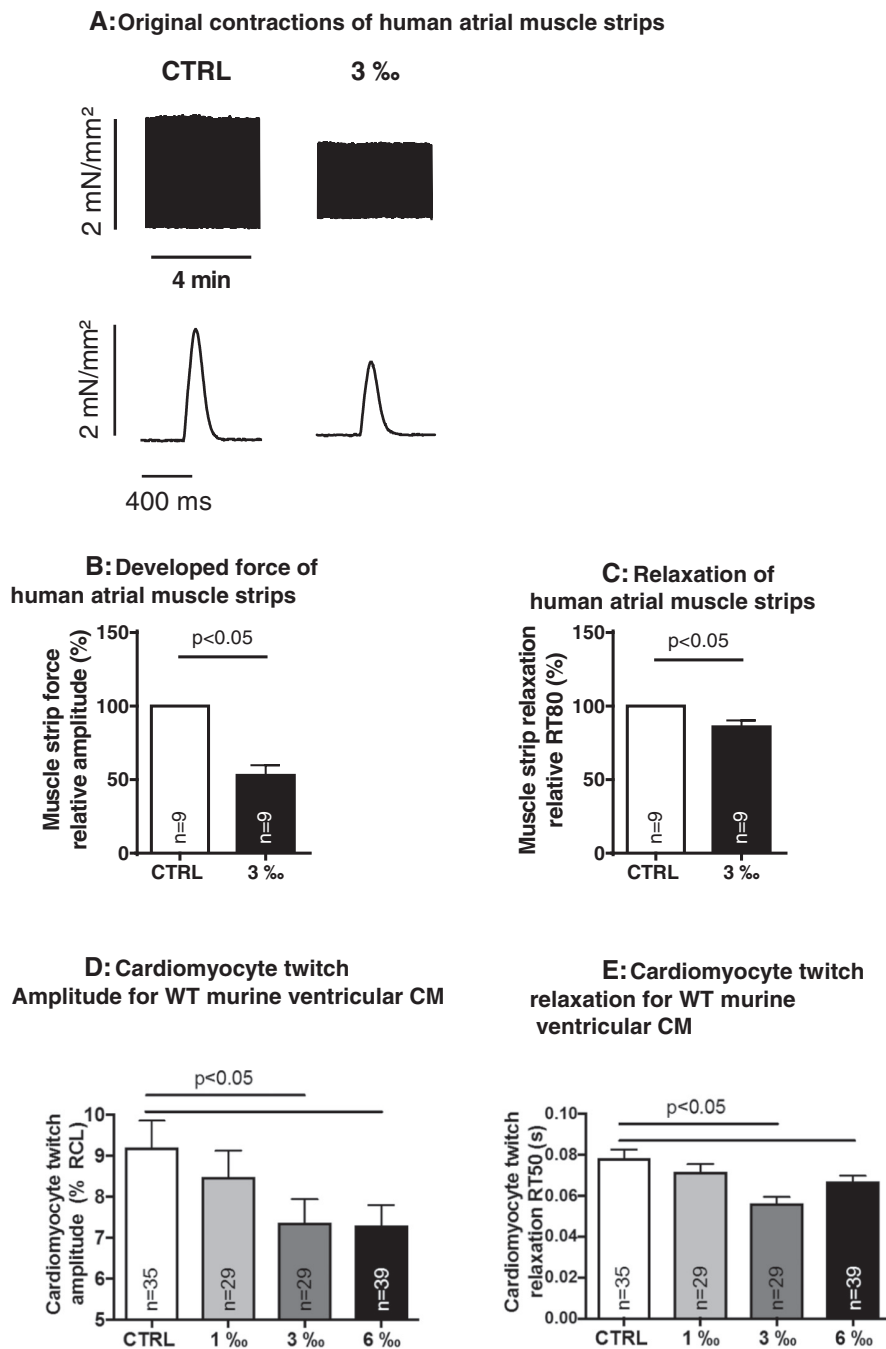 A: Original contractions of human atrial muscle strips
CTRL
3 ‰
2 mN/mm²
4 min
2 mN/mm²
400 ms
B: Developed force of
human atrial muscle strips
Muscle strip force
relative amplitude (%)
150
100
50
0
p<0.05
n=9
n=9
CTRL
3 ‰
C: Relaxation of
human atrial muscle strips
Muscle strip relaxation
relative RT80 (%)
150
100
50
0
p<0.05
n=9
n=9
CTRL
3 ‰
D: Cardiomyocyte twitch
Amplitude for WT murine ventricular CM
Cardiomyocyte twitch
amplitude (% RCL)
10
9
8
7
6
5
p<0.05
n=35
n=29
n=29
n=39
CTRL
1 ‰
3 ‰
6 ‰
E: Cardiomyocyte twitch
relaxation for WT murine
ventricular CM
Cardiomyocyte twitch
relaxation RT50 (s)
0.10
0.08
0.06
0.04
0.02
0.00
p<0.05
n=35
n=29
n=29
n=39
CTRL
1 ‰
3 ‰
6 ‰